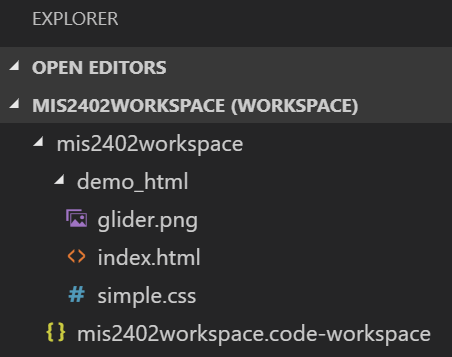 EXPLORER
OPEN EDITORS
MIS2402WORKSPACE (WORKSPACE)
mis2402workspace
demo_html
glider.png
<> index.html
# simple.css
{} mis2402workspace.code-workspace